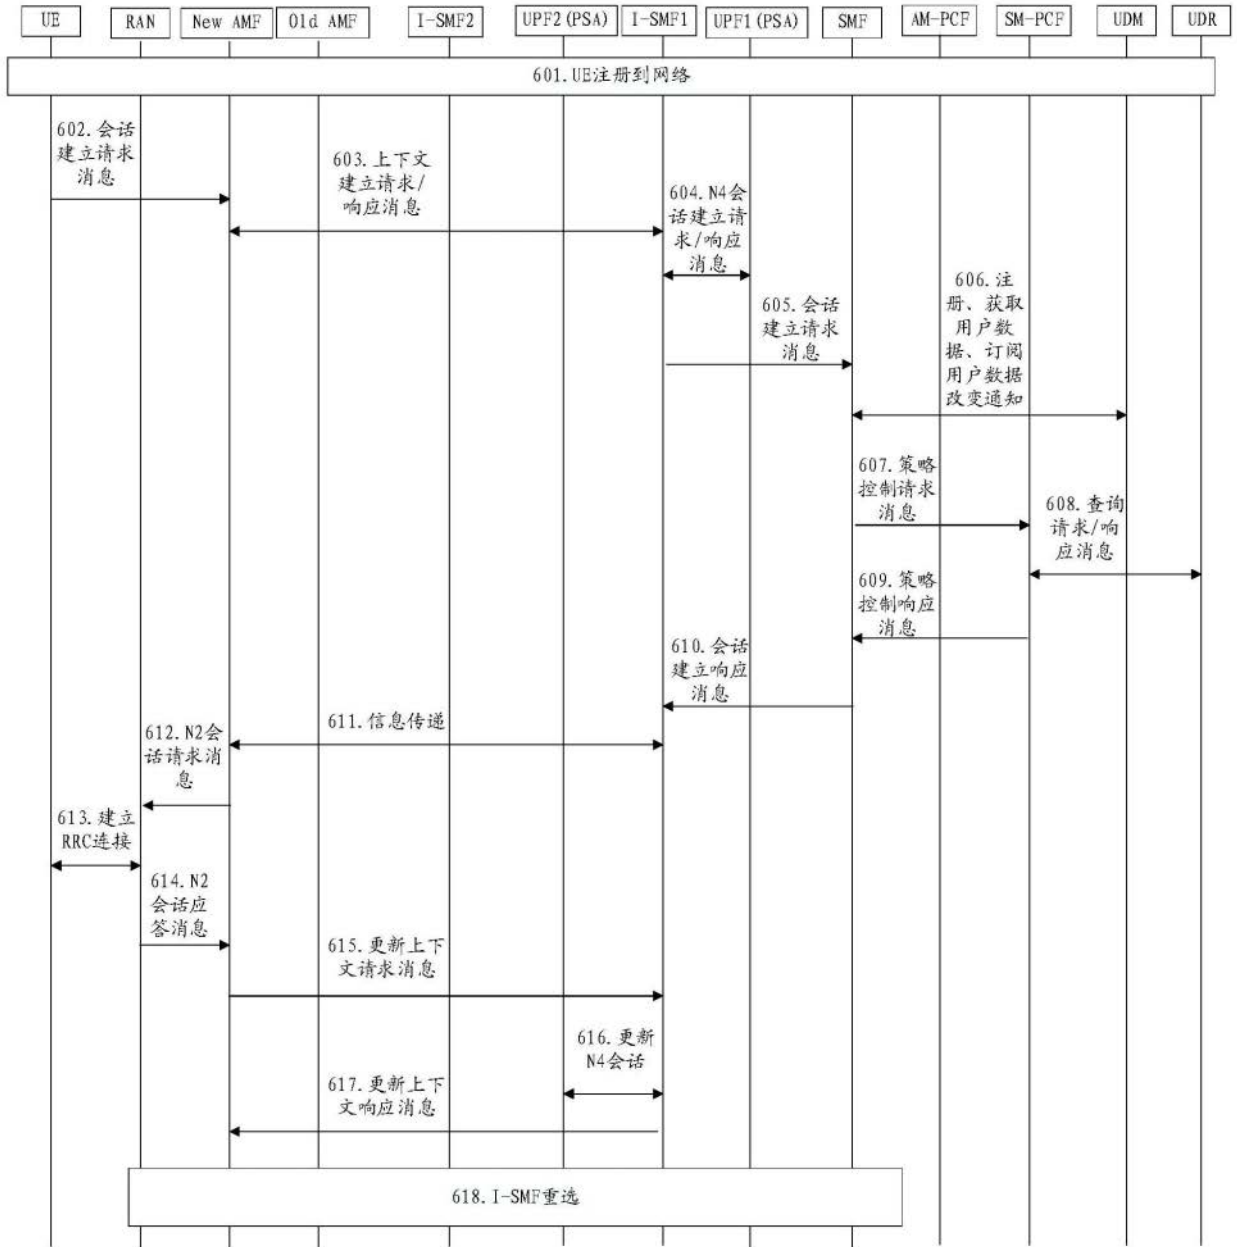 UE RAN New AMF Old AMF I-SMF2 UPF2(PSA) I-SMF1 UPF1(PSA) SMF AM-PCF SM-PCF UDM UDR
601.UE注册到网络
602.会话
建立请求
消息
603.上下文
建立请求/
响应消息
604.N4会
话建立请
求/响应
消息
605.会话
建立请求
消息
606.注
册、获取
用户数
据、订阅
用户数据
改变通知
607.策略
控制请求
消息
608.查询
请求/响
应消息
609.策略
控制响应
消息
610.会话
建立响应
消息
611.信息传递
612.N2会
话请求消
息
613.建立
RRC连接
614.N2
会话应
答消息
615.更新上下
文请求消息
616.更新
N4会话
617.更新上下
文响应消息
618.I-SMF重选